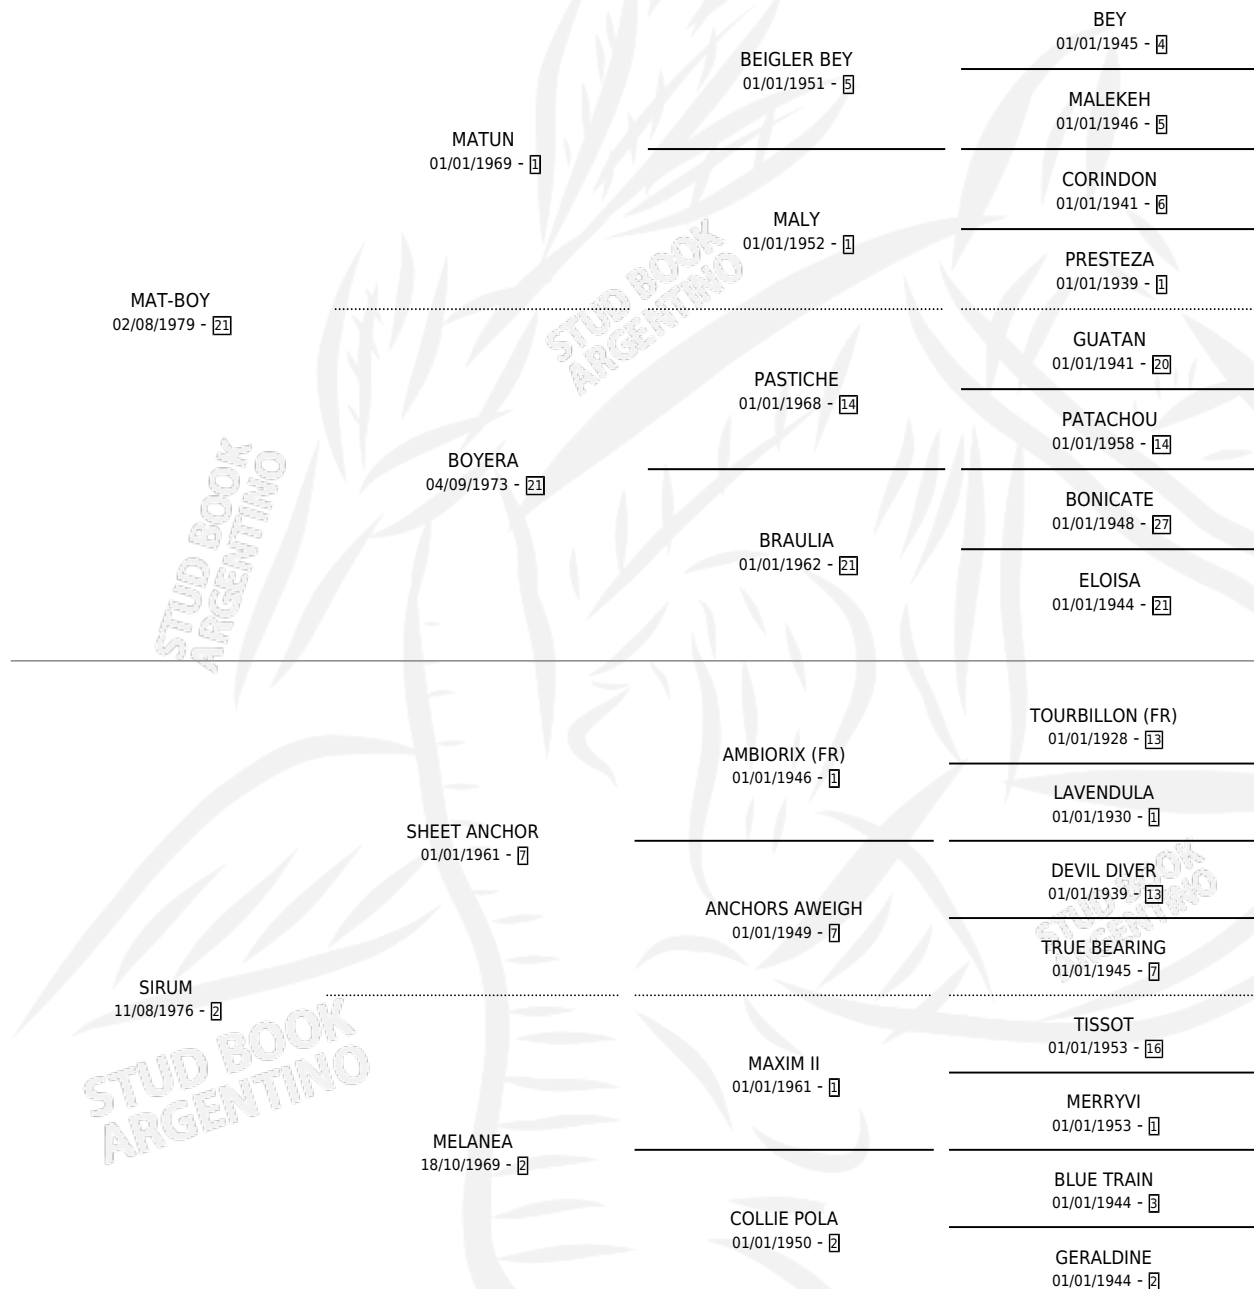 BEY
01/01/1945 - 4
BEIGLER BEY
01/01/1951 - 5
MALEKEH
01/01/1946 - 5
MATUN
01/01/1969 - 1
CORINDON
01/01/1941 - 6
MALY
01/01/1952 - 1
PRESTEZA
01/01/1939 - 1
MAT-BOY
02/08/1979 - 21
GUATAN
01/01/1941 - 20
PASTICHE
01/01/1968 - 14
PATACHOU
01/01/1958 - 14
BOYERA
04/09/1973 - 21
BONICATE
01/01/1948 - 27
BRAULIA
01/01/1962 - 21
ELOISA
01/01/1944 - 21
TOURBILLON (FR)
01/01/1928 - 13
AMBIORIX (FR)
01/01/1946 - 1
LAVENDULA
01/01/1930 - 1
SHEET ANCHOR
01/01/1961 - 7
DEVIL DIVER
01/01/1939 - 13
ANCHORS AWEIGH
01/01/1949 - 7
TRUE BEARING
01/01/1945 - 7
SIRUM
11/08/1976 - 2
TISSOT
01/01/1953 - 16
MAXIM II
01/01/1961 - 1
MERRYVI
01/01/1953 - 1
MELANEA
18/10/1969 - 2
BLUE TRAIN
01/01/1944 - 3
COLLIE POLA
01/01/1950 - 2
GERALDINE
01/01/1944 - 2
STUD BOOK
ARGENTINO
STUD BOOK
ARGENTINO
STUD BOOK
ARGENTINO
STUD BOOK
ARGENTINO